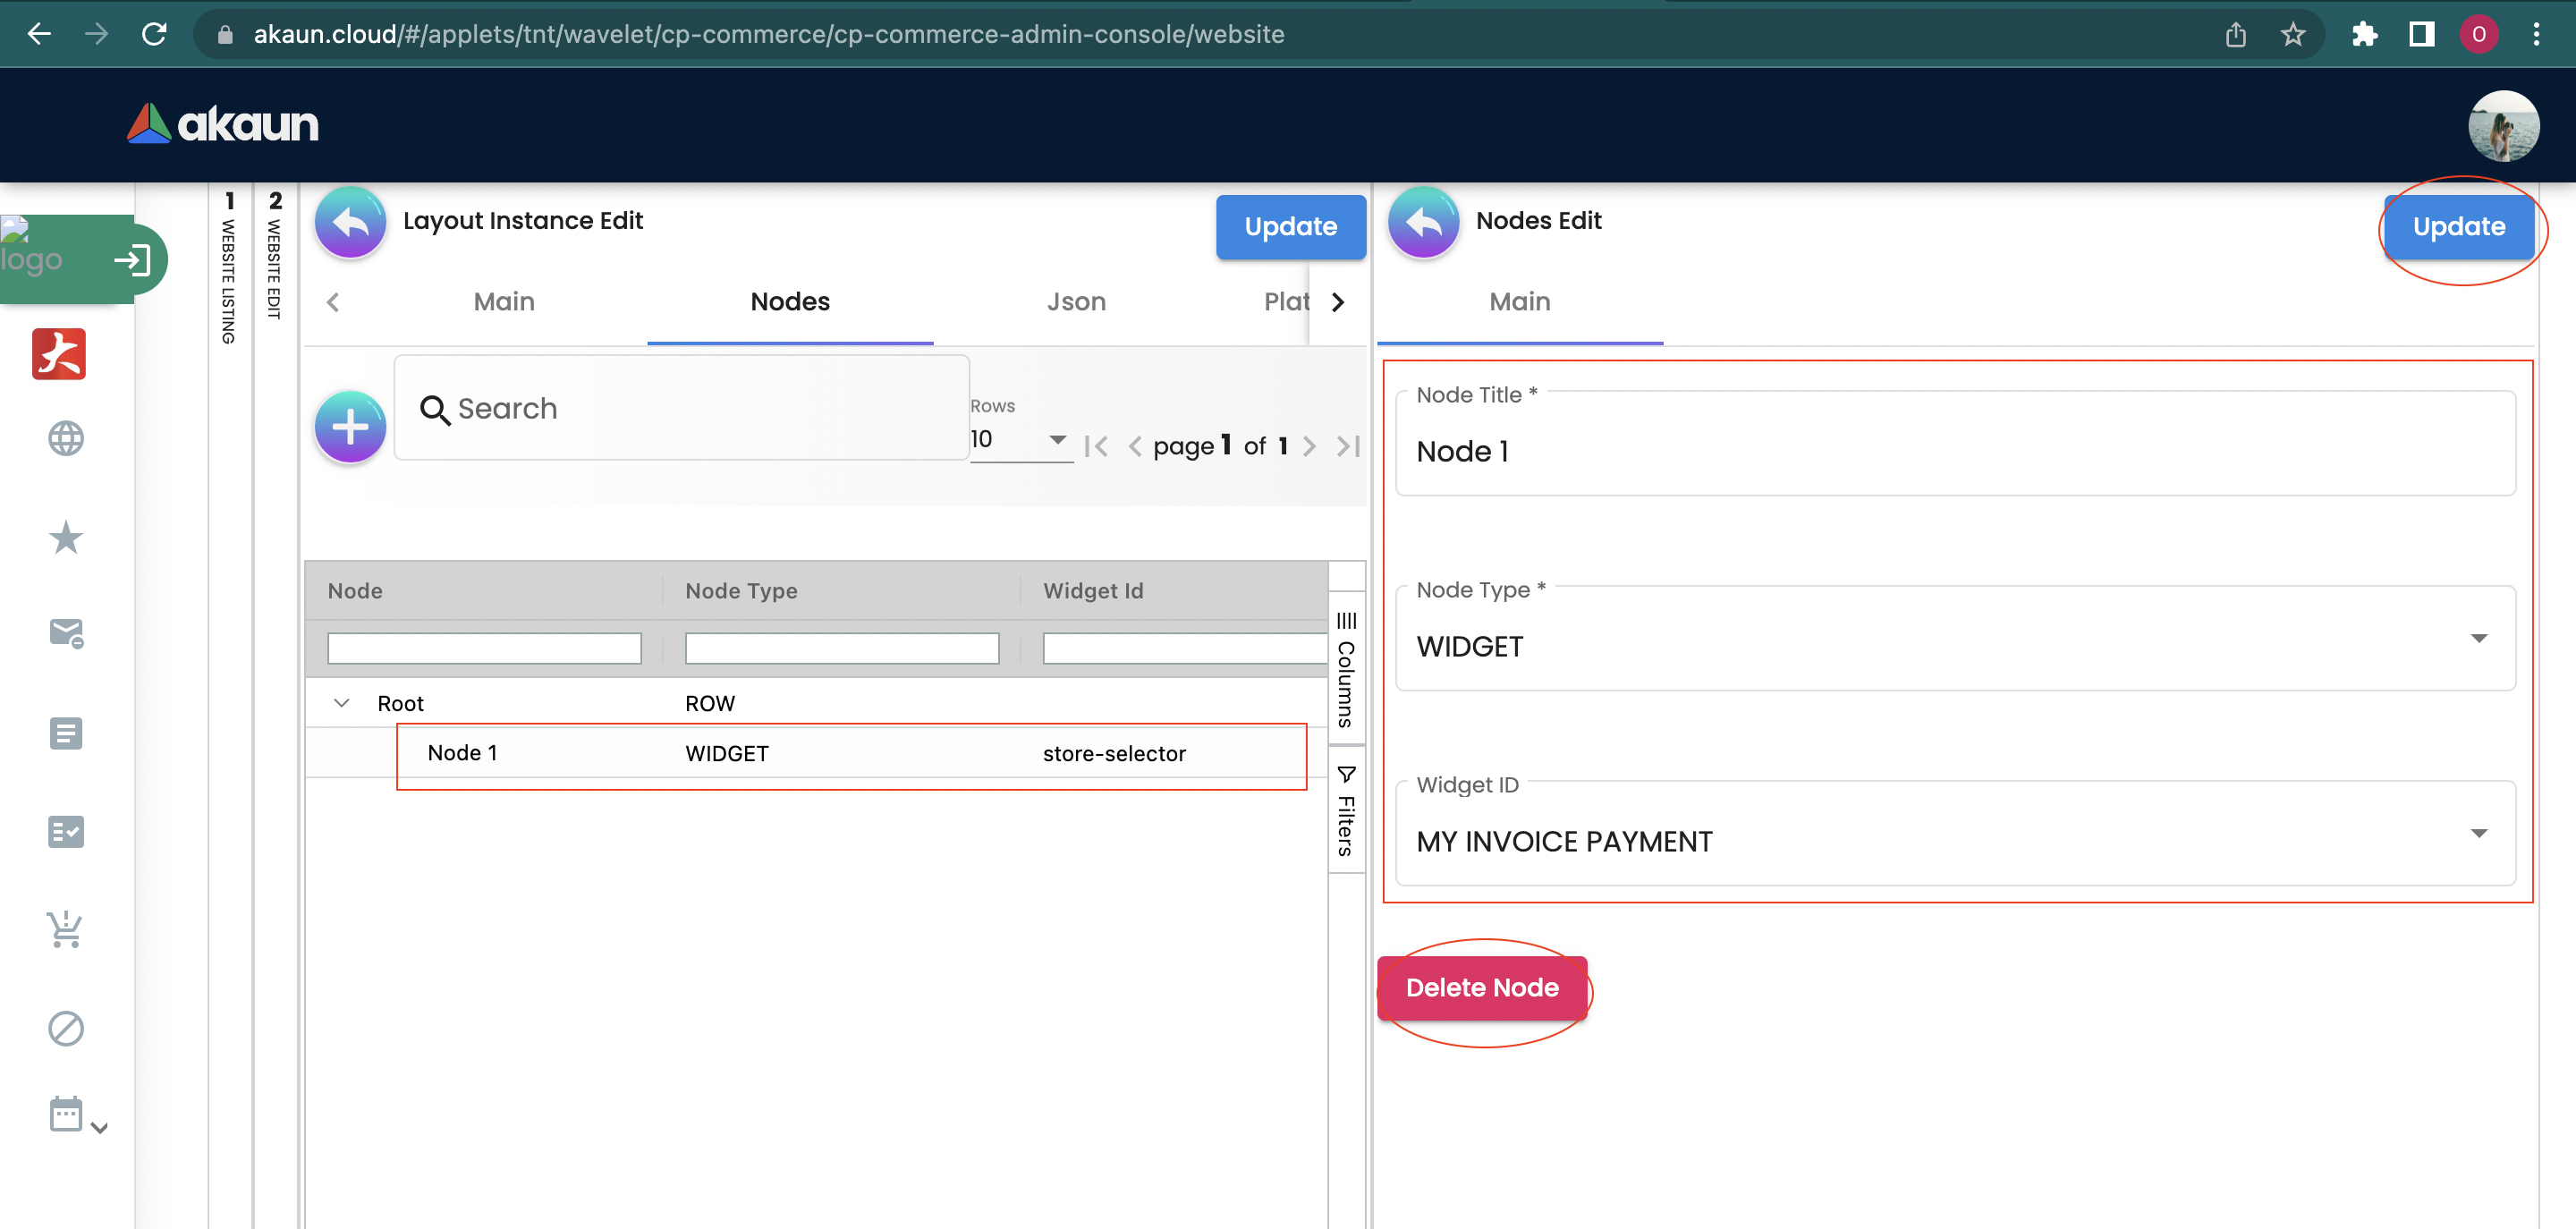 akaun.cloud/#/applets/tnt/wavelet/cp-commerce/cp-commerce-admin-console/website
O
akaun
logo
1 WEBSITE LISTING
2 WEBSITE EDIT
Layout Instance Edit
Update
Main
Nodes
Json
Plat
Search
Rows
10
page 1 of 1
Node
Node Type
Widget Id
Root
ROW
Node 1
WIDGET
store-selector
Columns
Filters
Nodes Edit
Update
Main
Node Title *
Node 1
Node Type *
WIDGET
Widget ID
MY INVOICE PAYMENT
Delete Node